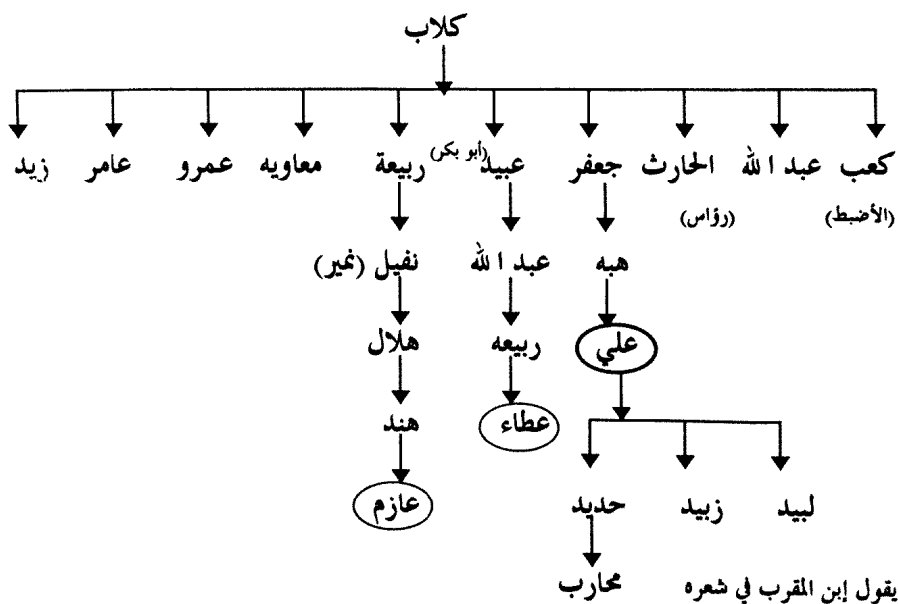 كلاب
كعب عبد الله الحارث جعفر عبيد (أبو بكر) ربيعة معاويه عمرو عامر زيد
(الأضبط) (رؤاس)
هبه عبد الله نفيل (نمير)
علي ربيعه هلال
عطاء هند
لبيد زبيد حديد عازم
يقول إبن المقرب في شعره محارب